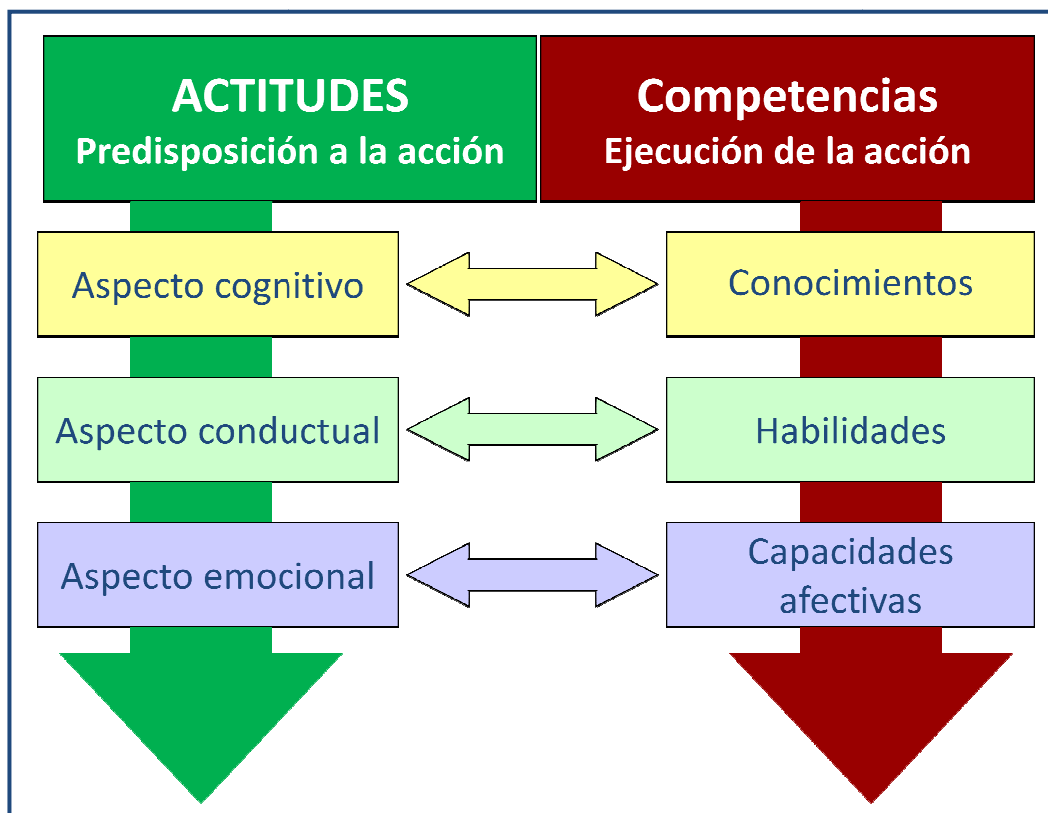 ACTITUDES
Predisposición a la acción
Competencias
Ejecución de la acción
Aspecto cognitivo
Conocimientos
Aspecto conductual
Habilidades
Aspecto emocional
Capacidades
afectivas